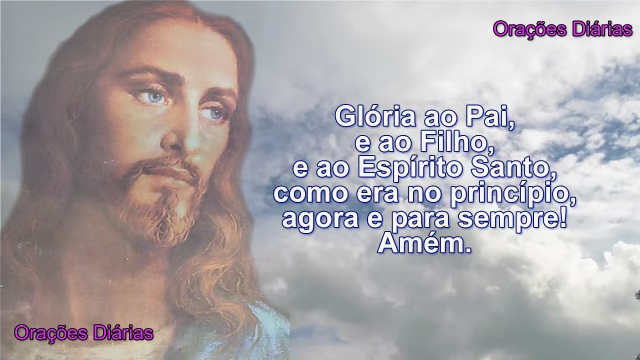 Orações Diárias
Glória ao Pai,
e ao Filho,
e ao Espírito Santo,
como era no princípio,
agora e para sempre!
Amém.
Orações Diárias